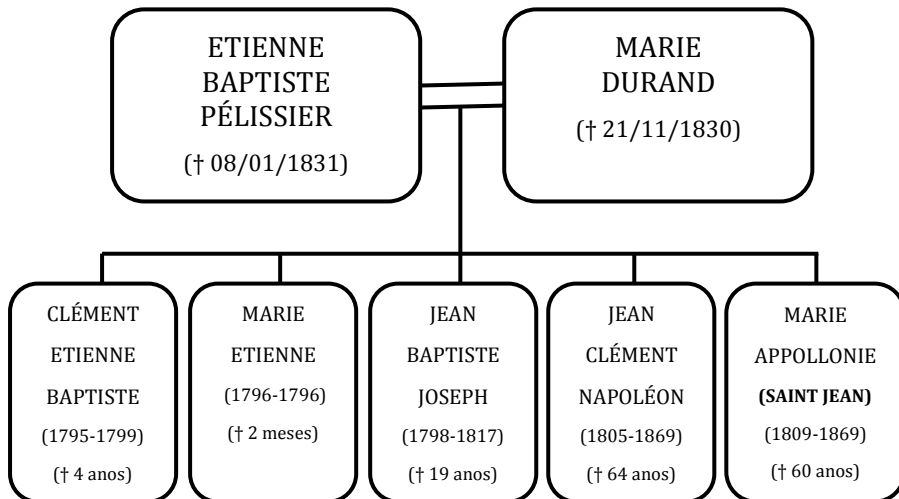 ETIENNE
BAPTISTE
PÉLISSIER
(† 08/01/1831)
MARIE
DURAND
(† 21/11/1830)
CLÉMENT
ETIENNE
BAPTISTE
(1795-1799)
(† 4 anos)
MARIE
ETIENNE
(1796-1796)
(† 2 meses)
JEAN
BAPTISTE
JOSEPH
(1798-1817)
(† 19 anos)
JEAN
CLÉMENT
NAPOLÉON
(1805-1869)
(† 64 anos)
MARIE
APPOLLONIE
(SAINT JEAN)
(1809-1869)
(† 60 anos)